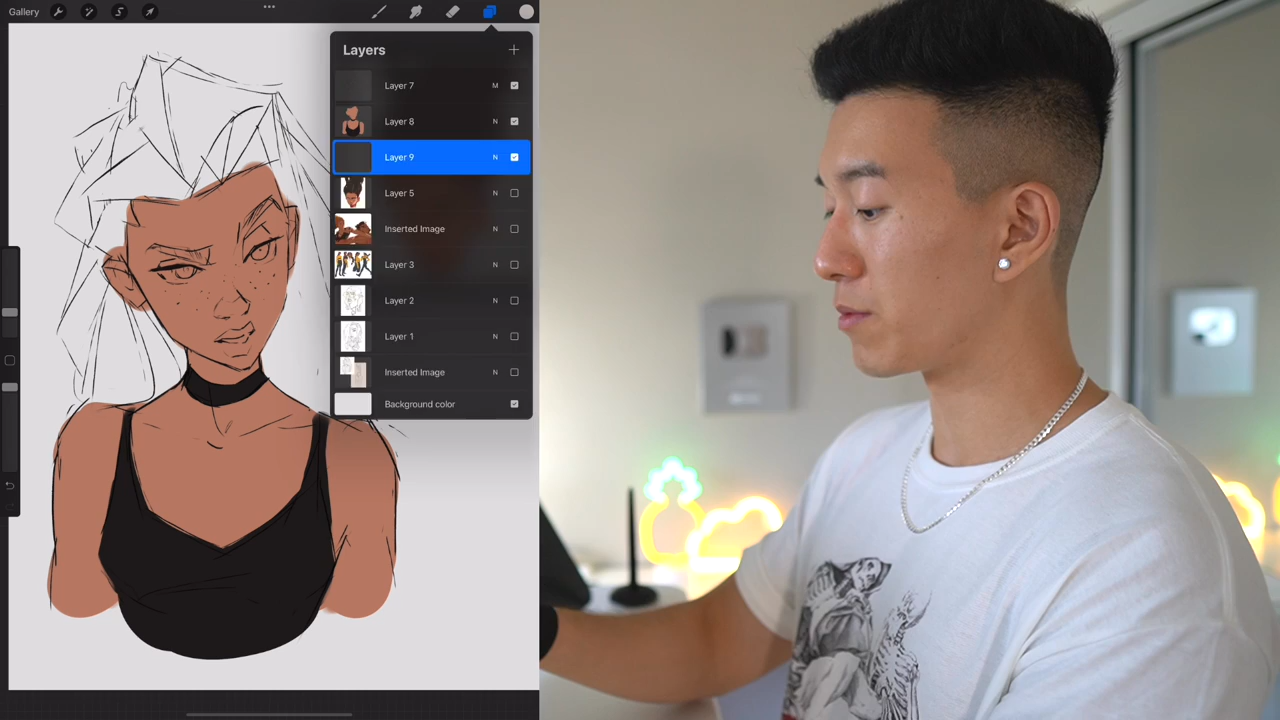 Gallery
Layers
Layer 7 M
Layer 8 N
Layer 9 N
Layer 5 N
Inserted Image N
Layer 3 N
Layer 2 N
Layer 1 N
Inserted Image N
Background color